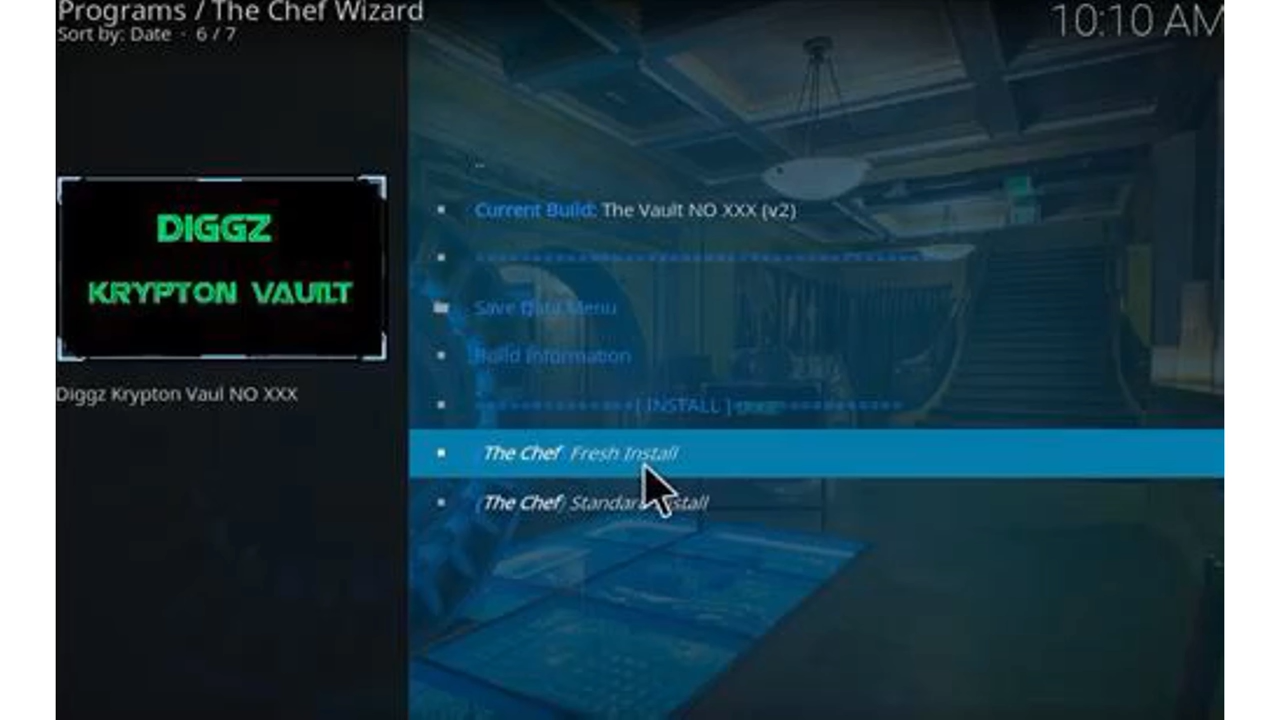 Programs / The Chef Wizard
Sort by: Date · 6 / 7
10:10 AM
..
Current Build: The Vault NO XXX (v2)
Save Data Menu
Build Information
[ INSTALL ]
The Chef Fresh Install
(The Chef) Standard Install
DIGGZ
KRYPTON VAULT
Diggz Krypton Vaul NO XXX